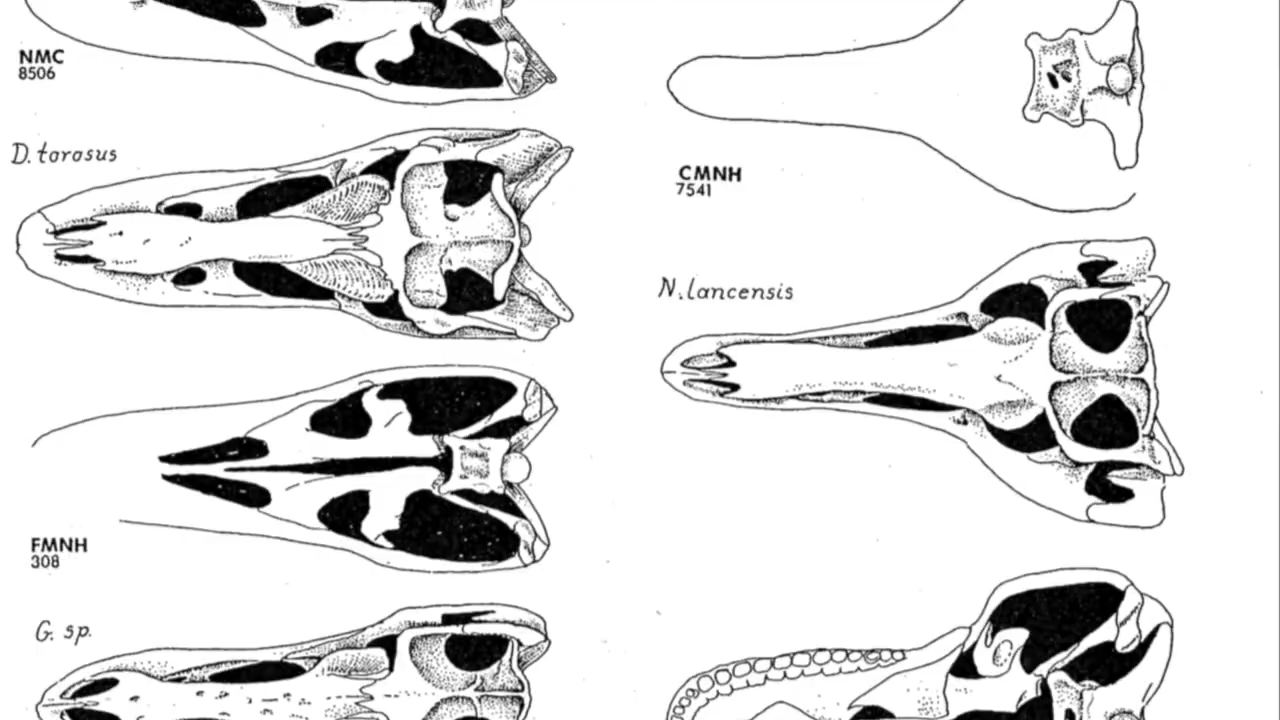 NMC
8506
D. torosus
FMNH
308
G. sp.
CMNH
7541
N. lancensis